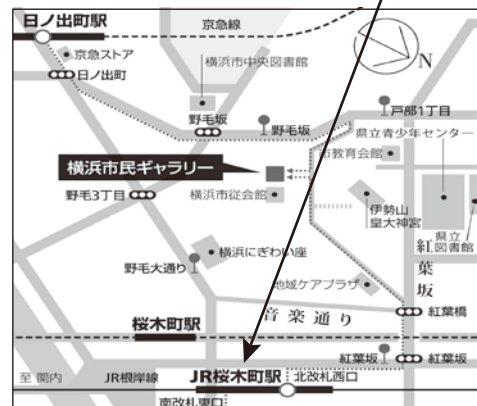 日ノ出町駅
京急線
京急ストア
横浜市中央図書館
N
日ノ出町
戸部1丁目
野毛坂
野毛坂
県立青少年センター
市教育会館
横浜市民ギャラリー
野毛3丁目
横浜市従会館
伊勢山
皇大神宮
県立
図書館
紅葉坂
横浜にぎわい座
野毛大通り
地域ケアプラザ
音楽通り
紅葉橋
桜木町駅
紅葉坂
紅葉坂
至 関内
JR根岸線
JR桜木町駅
北改札西口
南改札東口